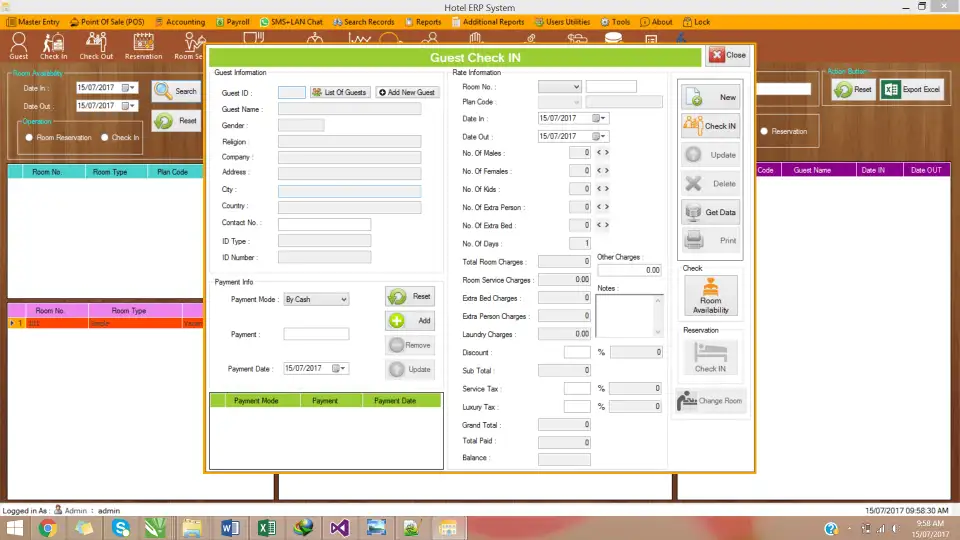 Hotel ERP System
Master Entry Point Of Sale (POS) Accounting Payroll SMS+LAN Chat Search Records Reports Additional Reports Users Utilities Tools About Lock
Guest Check In Check Out Reservation Room Se
Guest Check IN
Close
Room Availability
Date In : 15/07/2017
Search
Date Out : 15/07/2017
Reset
Operation
Room Reservation Check In
Room No. Room Type Plan Code
Room No. Room Type
1 101 Single Vacan
Guest Information
Guest ID :
List Of Guests
Add New Guest
Guest Name :
Gender :
Religion
Company :
Address :
City :
Country :
Contact No. :
ID Type :
ID Number :
Payment Info
Payment Mode : By Cash
Reset
Add
Payment :
Remove
Payment Date : 15/07/2017
Update
Payment Mode Payment Payment Date
Rate Information
Room No. :
Plan Code :
Date In : 15/07/2017
Date Out : 15/07/2017
No. Of Males : 0 < >
No. Of Females : 0 < >
No. Of Kids : 0 < >
No. Of Extra Person : 0 < >
No. Of Extra Bed : 0 < >
No. Of Days : 1
Total Room Charges : 0
Other Charges
0.00
Room Service Charges : 0.00
Notes :
Extra Bed Charges : 0
Extra Person Charges : 0
Laundry Charges : 0.00
Discount : % 0
Sub Total : 0
Service Tax : % 0
Luxury Tax : % 0
Grand Total : 0
Total Paid : 0
Balance :
New
Check IN
Update
Delete
Get Data
Print
Check
Room
Availability
Reservation
Check IN
Change Room
Action Button
Reset
Export Excel
Reservation
Code Guest Name Date IN Date OUT
Logged in As : Admin : admin
15/07/2017 09:58:30 AM
9:58 AM
15/07/2017